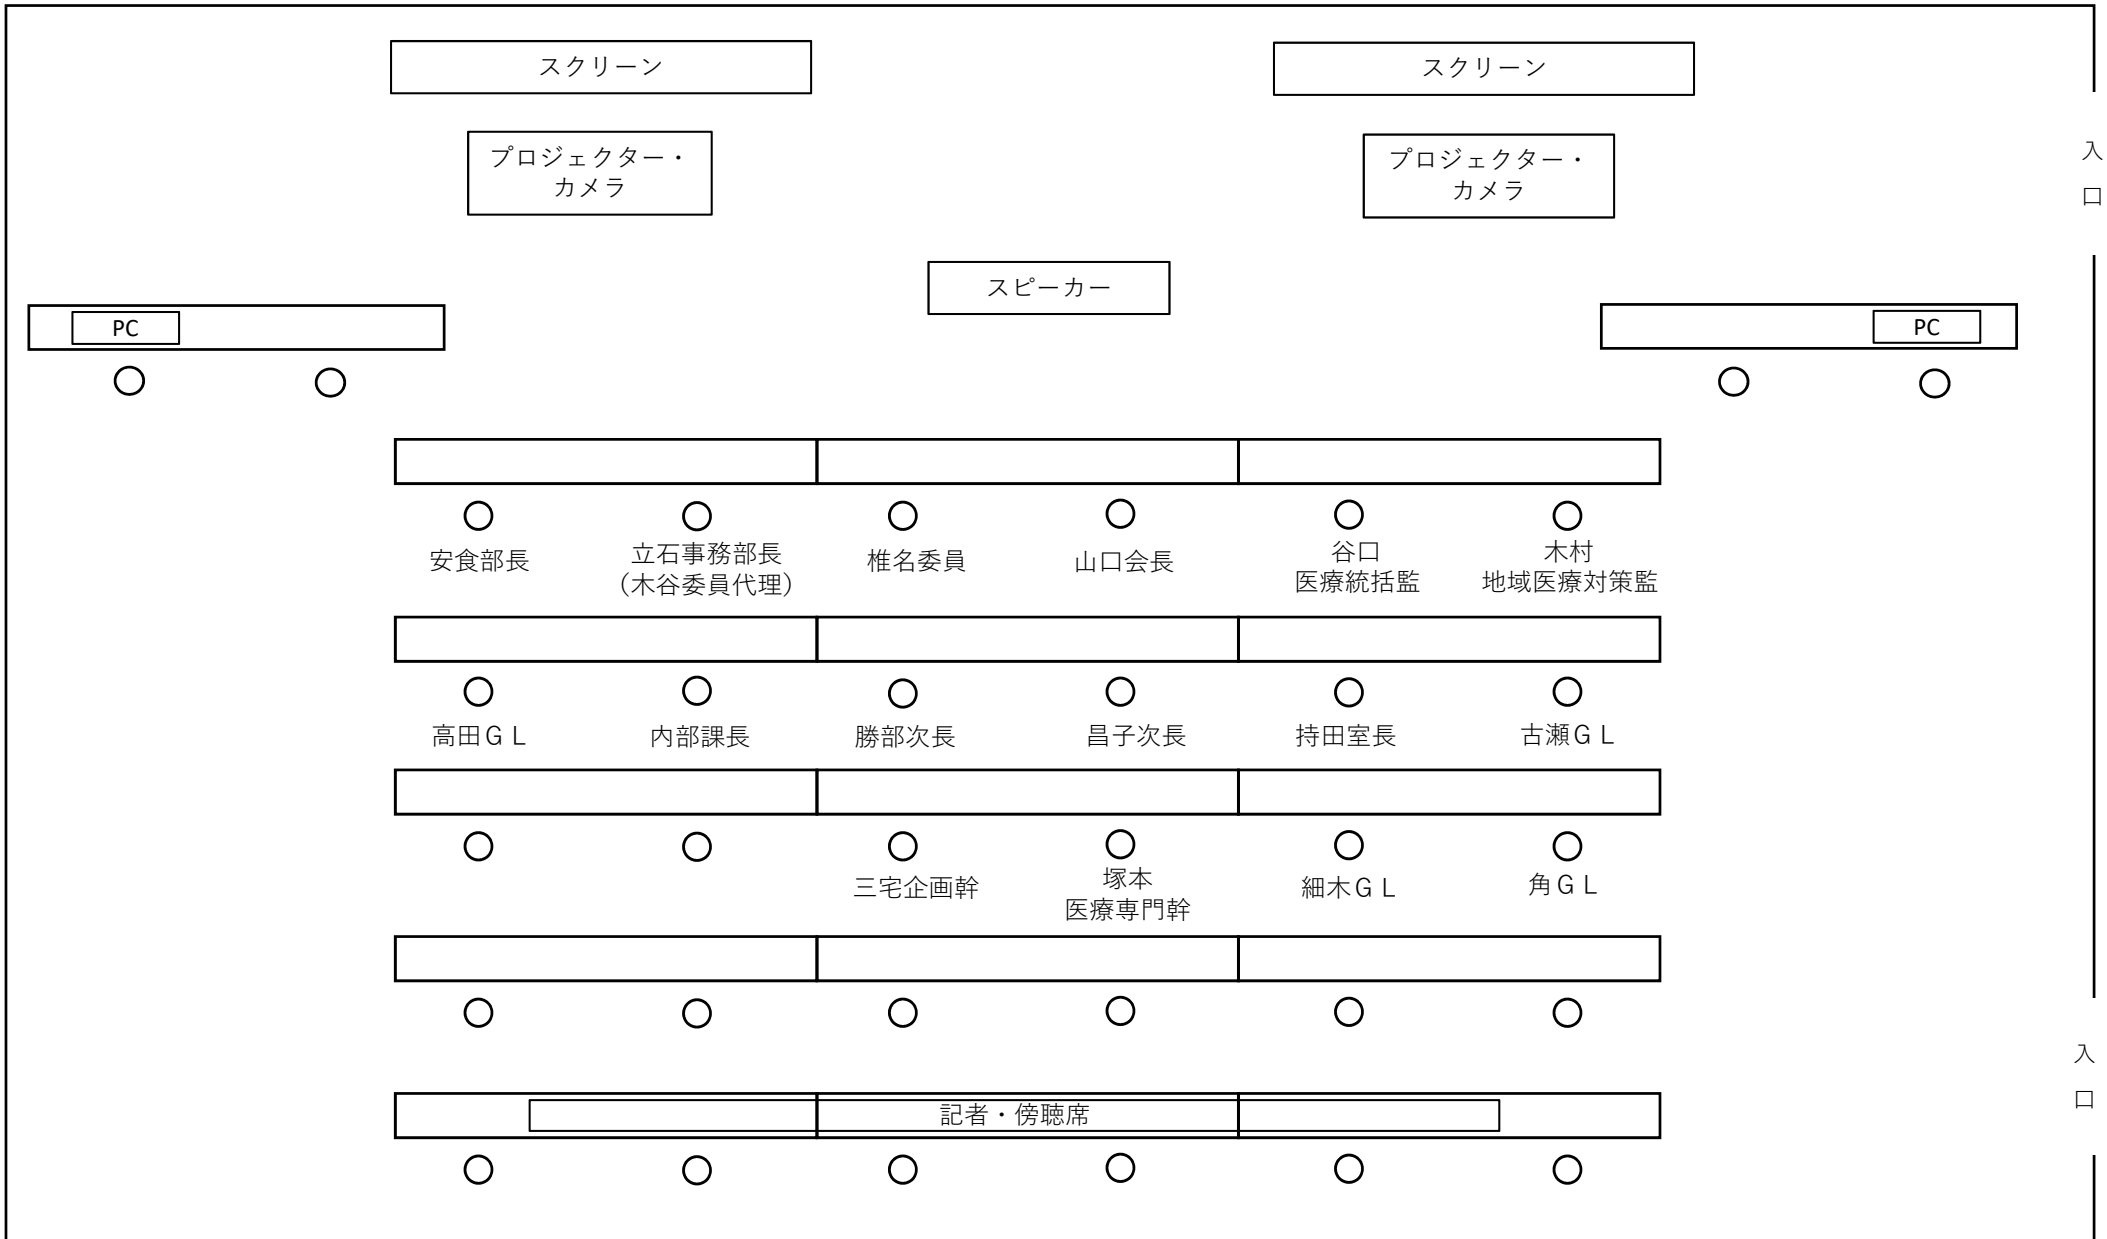 スクリーン
スクリーン
プロジェクター・
カメラ
プロジェクター・
カメラ
入
口
スピーカー
PC
PC
安食部長
立石事務部長
（木谷委員代理）
椎名委員
山口会長
谷口
医療統括監
木村
地域医療対策監
高田ＧＬ
内部課長
勝部次長
昌子次長
持田室長
古瀬ＧＬ
三宅企画幹
塚本
医療専門幹
細木ＧＬ
角ＧＬ
入
口
記者・傍聴席